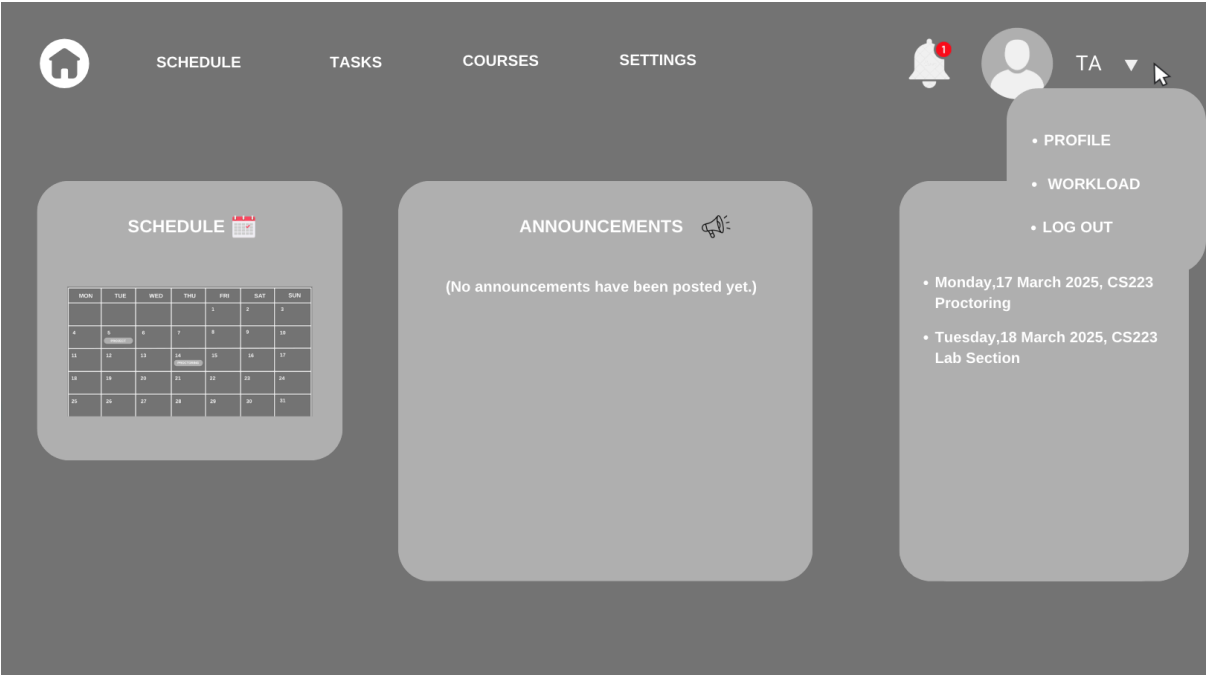 SCHEDULE TASKS COURSES SETTINGS 1 TA
• PROFILE
• WORKLOAD
• LOG OUT
SCHEDULE
MON TUE WED THU FRI SAT SUN
1 2 3
4 5 6 7 8 9 10
11 12 13 14 15 16 17
PROCTORING
18 19 20 21 22 23 24
25 26 27 28 29 30 31
ANNOUNCEMENTS
(No announcements have been posted yet.)
• Monday,17 March 2025, CS223
Proctoring
• Tuesday,18 March 2025, CS223
Lab Section